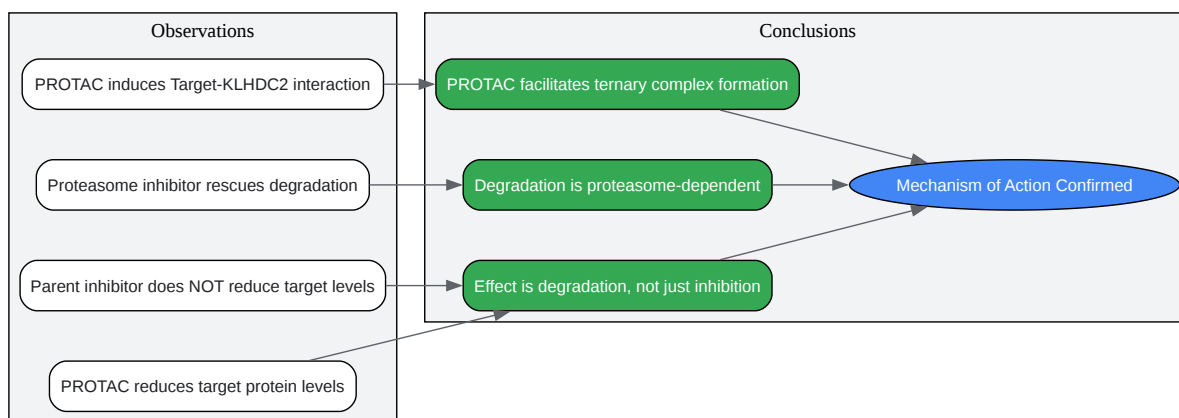 Observations
Conclusions
PROTAC induces Target-KLHDC2 interaction
PROTAC facilitates ternary complex formation
Proteasome inhibitor rescues degradation
Degradation is proteasome-dependent
Mechanism of Action Confirmed
Parent inhibitor does NOT reduce target levels
Effect is degradation, not just inhibition
PROTAC reduces target protein levels